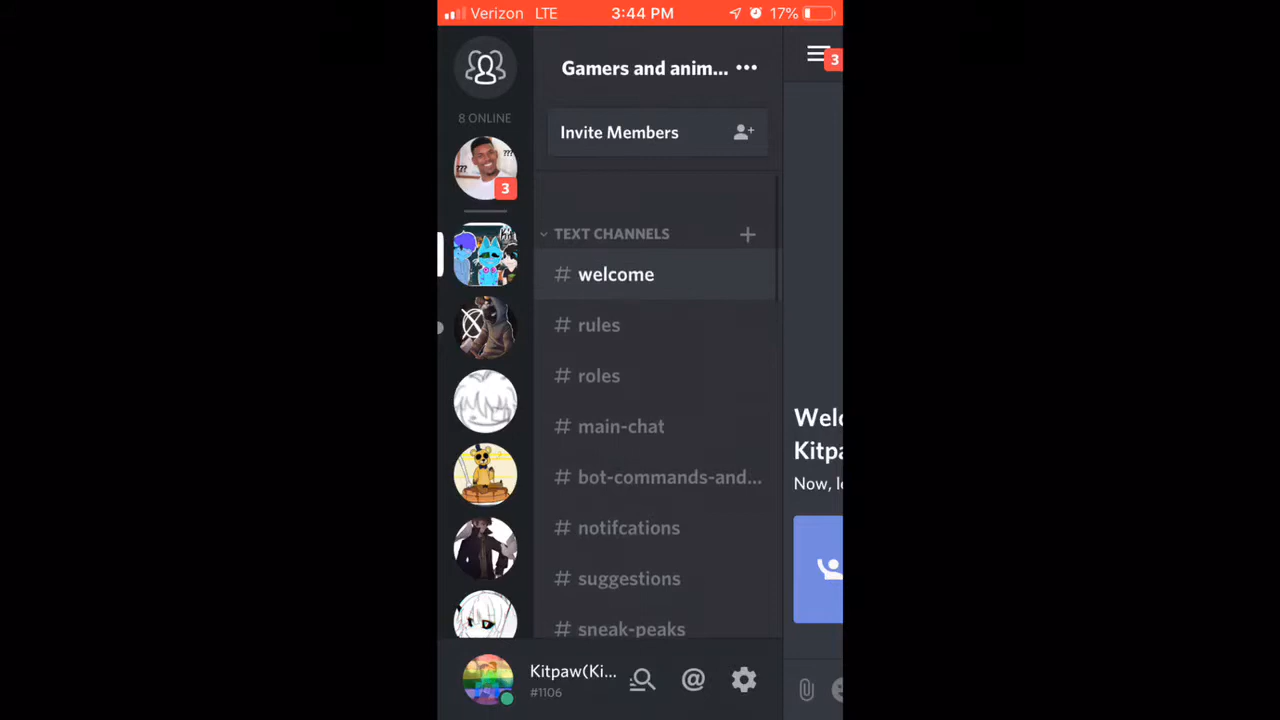 Verizon LTE 3:44 PM 17%
Gamers and anim... 3
Invite Members
8 ONLINE
??? ???
3
TEXT CHANNELS
# welcome
# rules
# roles
# main-chat
# bot-commands-and...
# notifcations
# suggestions
# sneak-peaks
Welc
Kitpa
Now, le
Kitpaw(Ki...
#1106